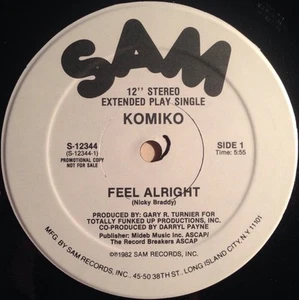 SAM
12'' STEREO
EXTENDED PLAY SINGLE
KOMIKO
S-12344
(S-12344-1)
PROMOTIONAL COPY
NOT FOR SALE
SIDE 1
Time: 5:55
FEEL ALRIGHT
(Nicky Braddy)
PRODUCED BY: GARY R. TURNIER FOR
TOTALLY FUNKED UP PRODUCTIONS, INC.
CO-PRODUCED BY DARRYL PAYNE
Publisher: Mideb Music Inc. ASCAP/
The Record Breakers ASCAP
℗©1982 SAM RECORDS, INC.
MFG. BY SAM RECORDS, INC. 45-50 38TH ST. LONG ISLAND CITY, N.Y. 11101